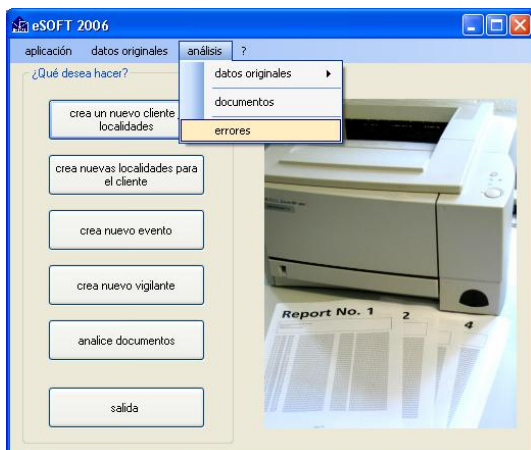 eSOFT 2006
aplicación datos originales análisis ?
¿Qué desea hacer?
datos originales
documentos
errores
crea un nuevo cliente
localidades
crea nuevas localidades para
el cliente
crea nuevo evento
crea nuevo vigilante
analice documentos
salida
Report No. 1 2 4